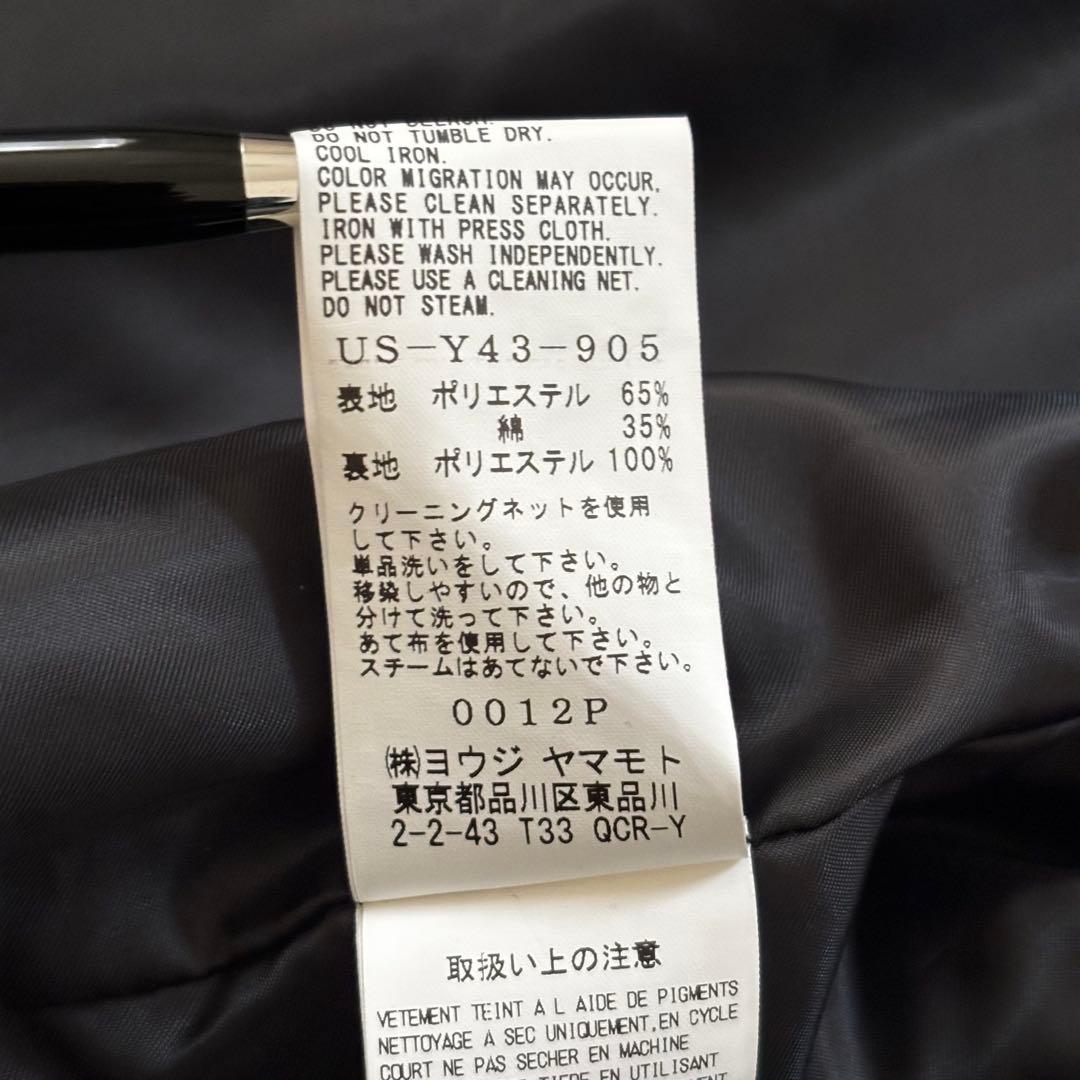 DO NOT BLEACH.
DO NOT TUMBLE DRY.
COOL IRON.
COLOR MIGRATION MAY OCCUR,
PLEASE CLEAN SEPARATELY.
IRON WITH PRESS CLOTH.
PLEASE WASH INDEPENDENTLY.
PLEASE USE A CLEANING NET.
DO NOT STEAM.
US-Y43-905
表地 ポリエステル 65%
綿 35%
裏地 ポリエステル 100%
クリーニングネットを使用
して下さい。
単品洗いをして下さい。
移染しやすいので、他の物と
分けて洗って下さい。
あて布を使用して下さい。
スチームはあてないで下さい。
0012P
㈱ヨウジ ヤマモト
東京都品川区東品川
2-2-43 T33 QCR-Y
取扱い上の注意
VETEMENT TEINT A L AIDE DE PIGMENTS
NETTOYAGE A SEC UNIQUEMENT,EN CYCLE
COURT NE PAS SECHER EN MACHINE
TIEDE EN UTILISANT